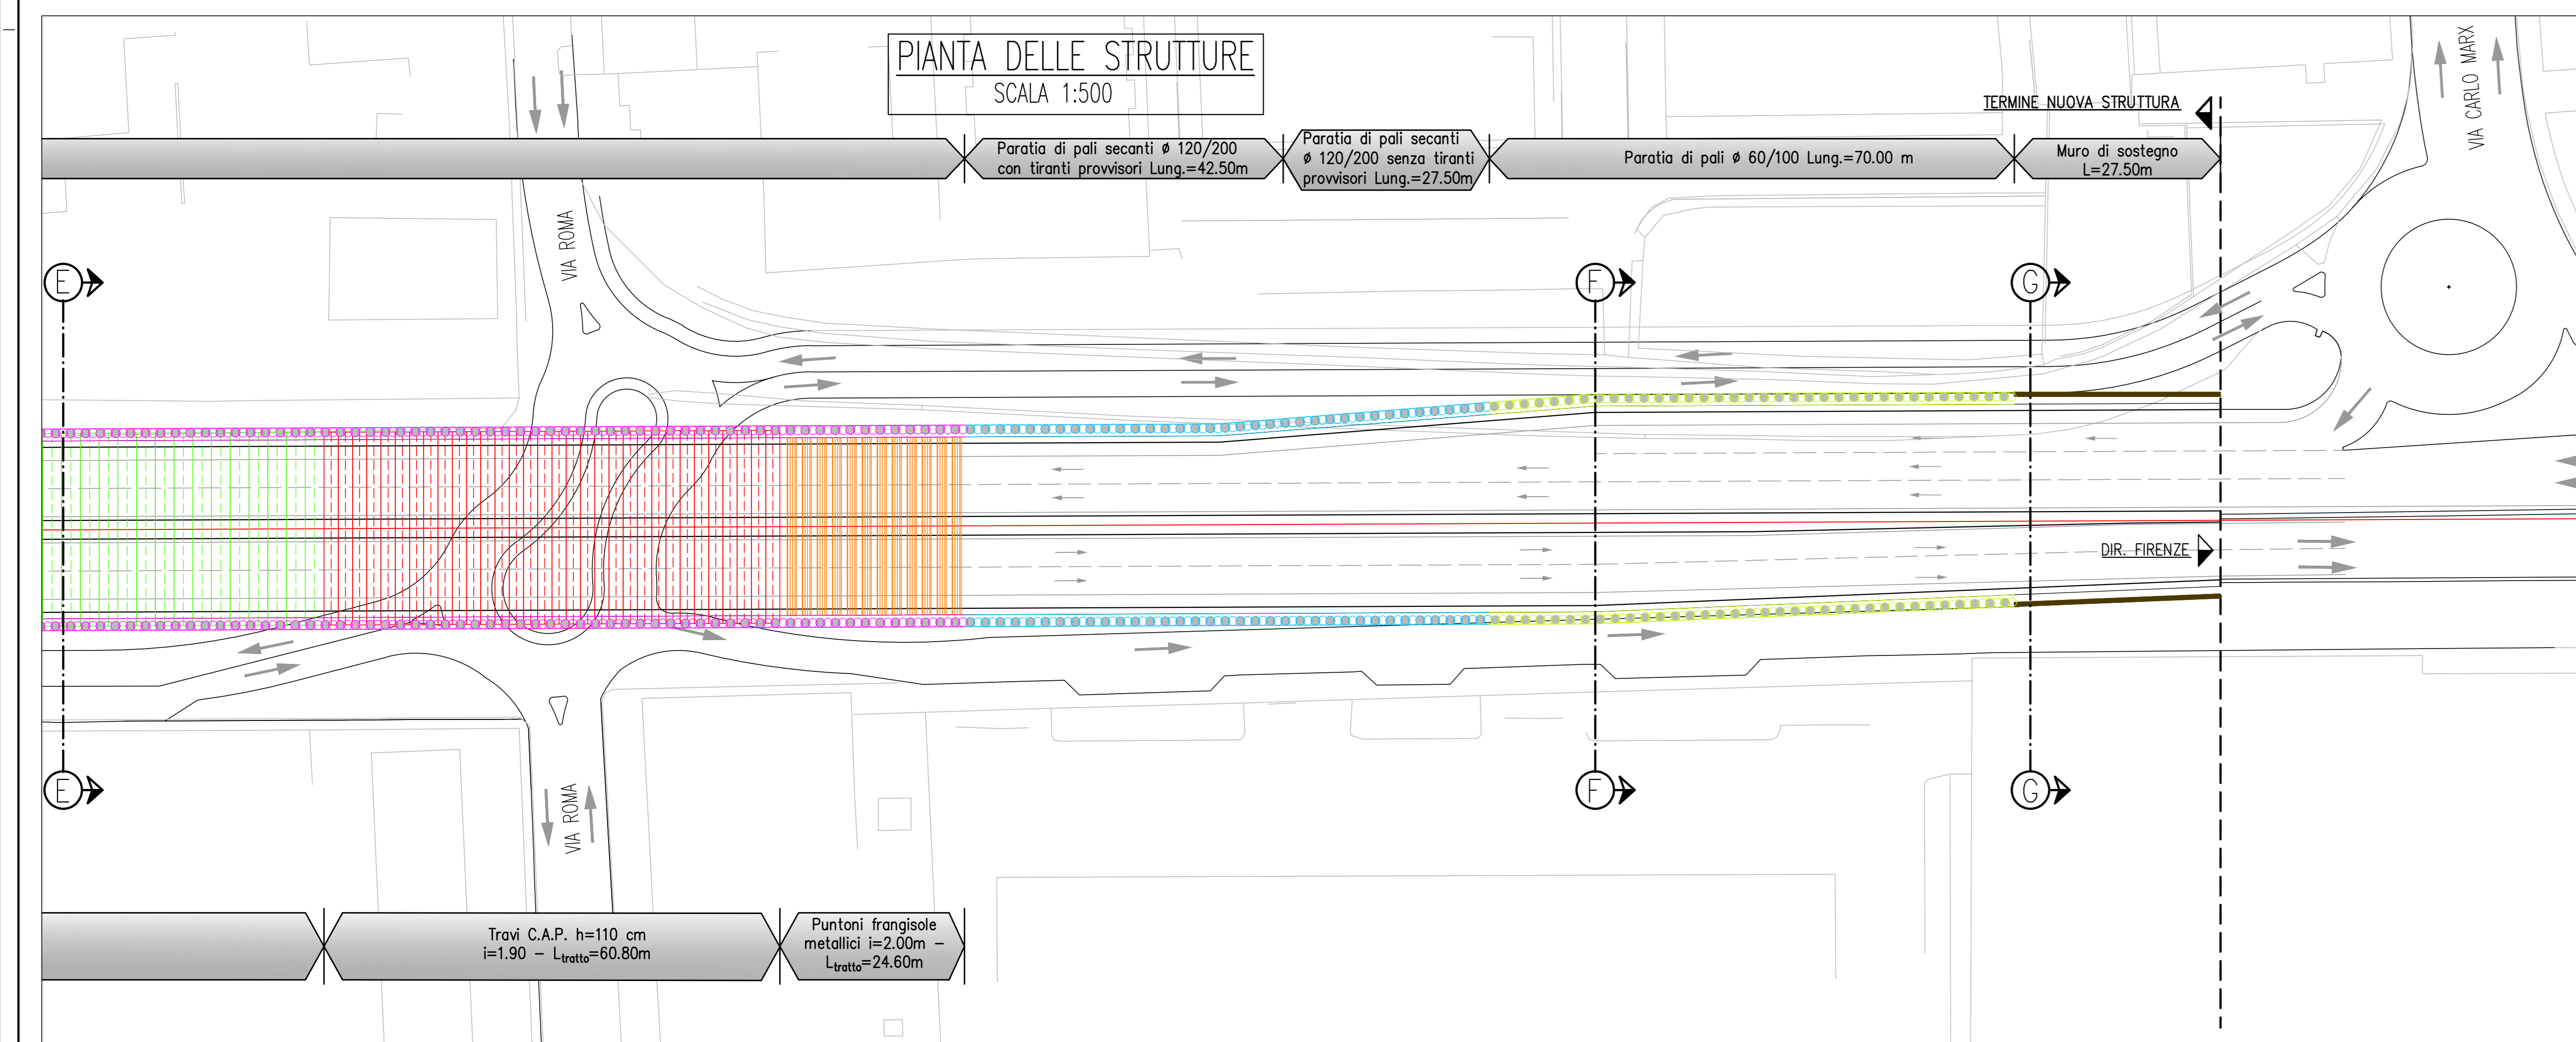 PIANTA DELLE STRUTTURE
SCALA 1:500
VIA CARLO MARX
TERMINE NUOVA STRUTTURA
Paratia di pali secanti Ø 120/200
con tiranti provvisori Lung.=42.50m
Paratia di pali secanti
Ø 120/200 senza tiranti
provvisori Lung.=27.50m
Paratia di pali Ø 60/100 Lung.=70.00 m
Muro di sostegno
L=27.50m
VIA ROMA
E
F
G
DIR. FIRENZE
E
F
G
VIA ROMA
Travi C.A.P. h=110 cm
i=1.90 – Ltratto=60.80m
Puntoni frangisole
metallici i=2.00m –
Ltratto=24.60m